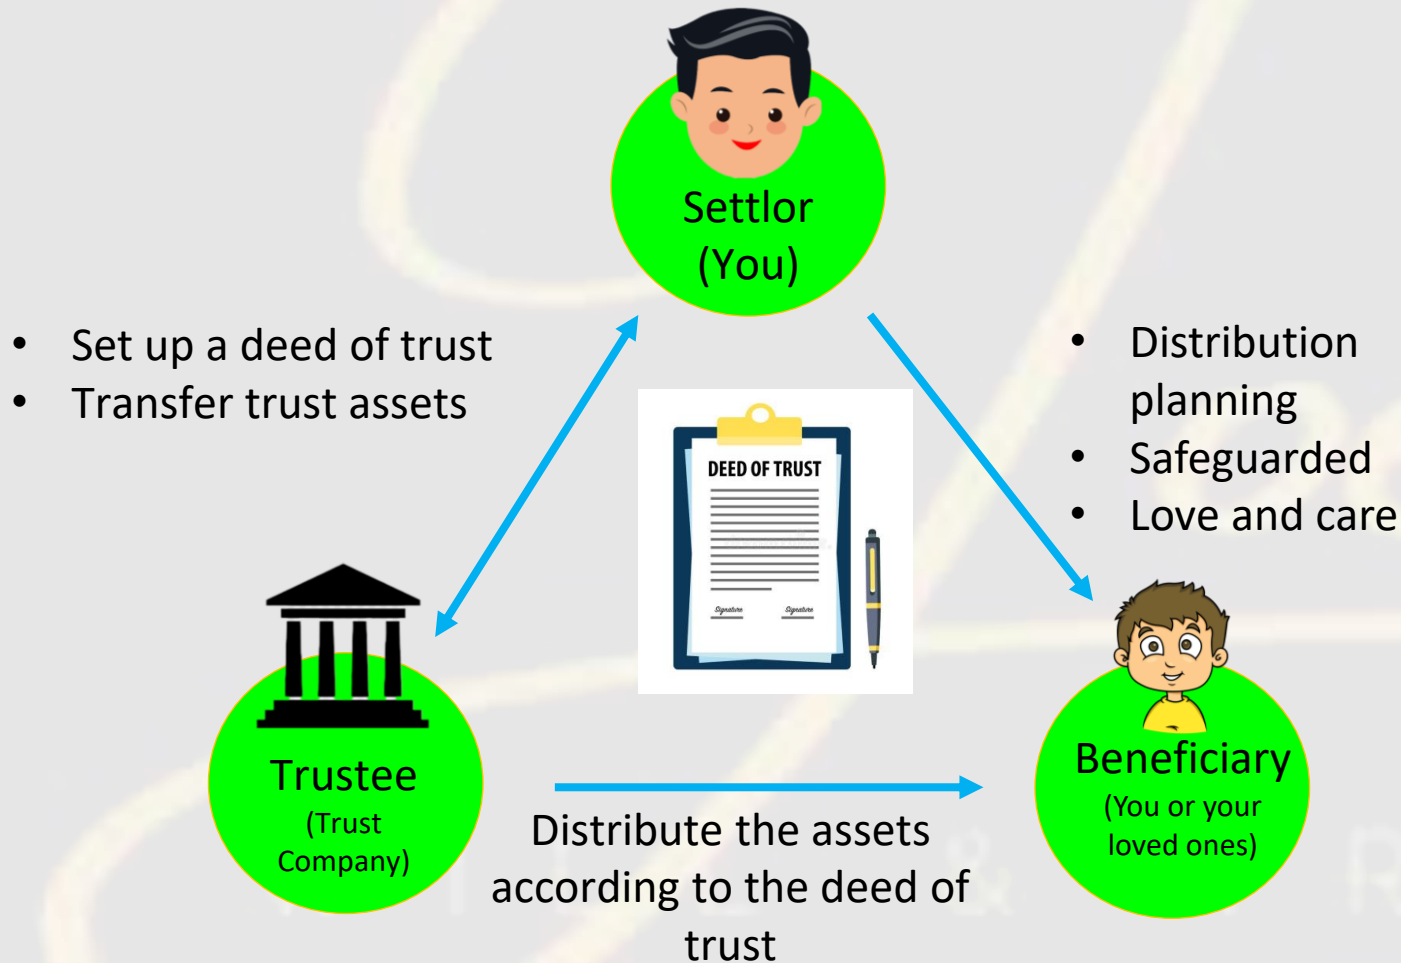 Settlor
(You)
• Set up a deed of trust
• Transfer trust assets
• Distribution
planning
• Safeguarded
• Love and care
DEED OF TRUST
Signature
Signature
Trustee
(Trust
Company)
Distribute the assets
according to the deed of
trust
Beneficiary
(You or your
loved ones)